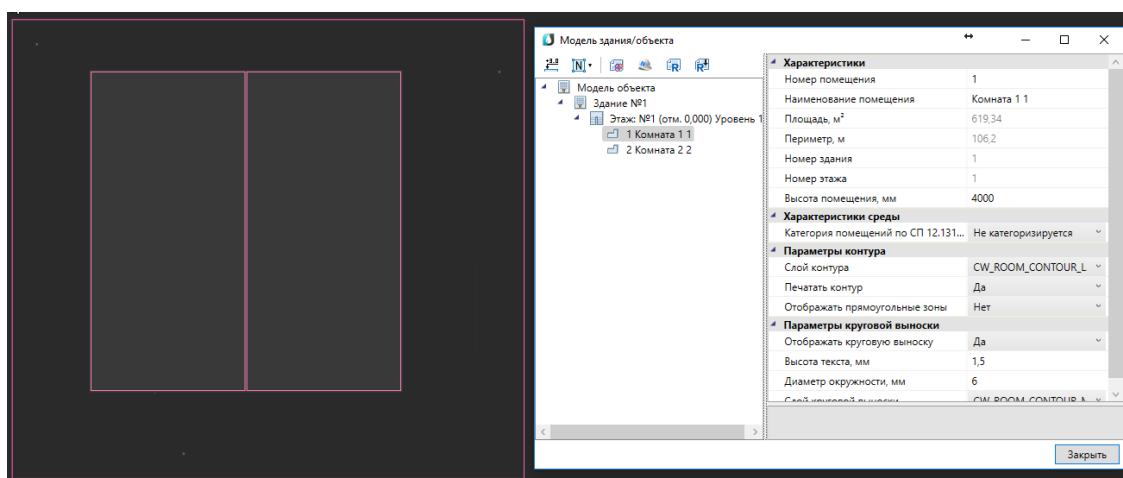 Модель здания/объекта
Модель объекта
Здание №1
Этаж: №1 (отм. 0,000) Уровень 1
1 Комната 1 1
2 Комната 2 2
Характеристики
Номер помещения 1
Наименование помещения Комната 1 1
Площадь, м² 619,34
Периметр, м 106,2
Номер здания 1
Номер этажа 1
Высота помещения, мм 4000
Характеристики среды
Категория помещений по СП 12.131... Не категоризируется
Параметры контура
Слой контура CW_ROOM_CONTOUR_L
Печатать контур Да
Отображать прямоугольные зоны Нет
Параметры круговой выноски
Отображать круговую выноску Да
Высота текста, мм 1,5
Диаметр окружности, мм 6
Слой круговой выноски CW_ROOM_CONTOUR_N
Закрыть